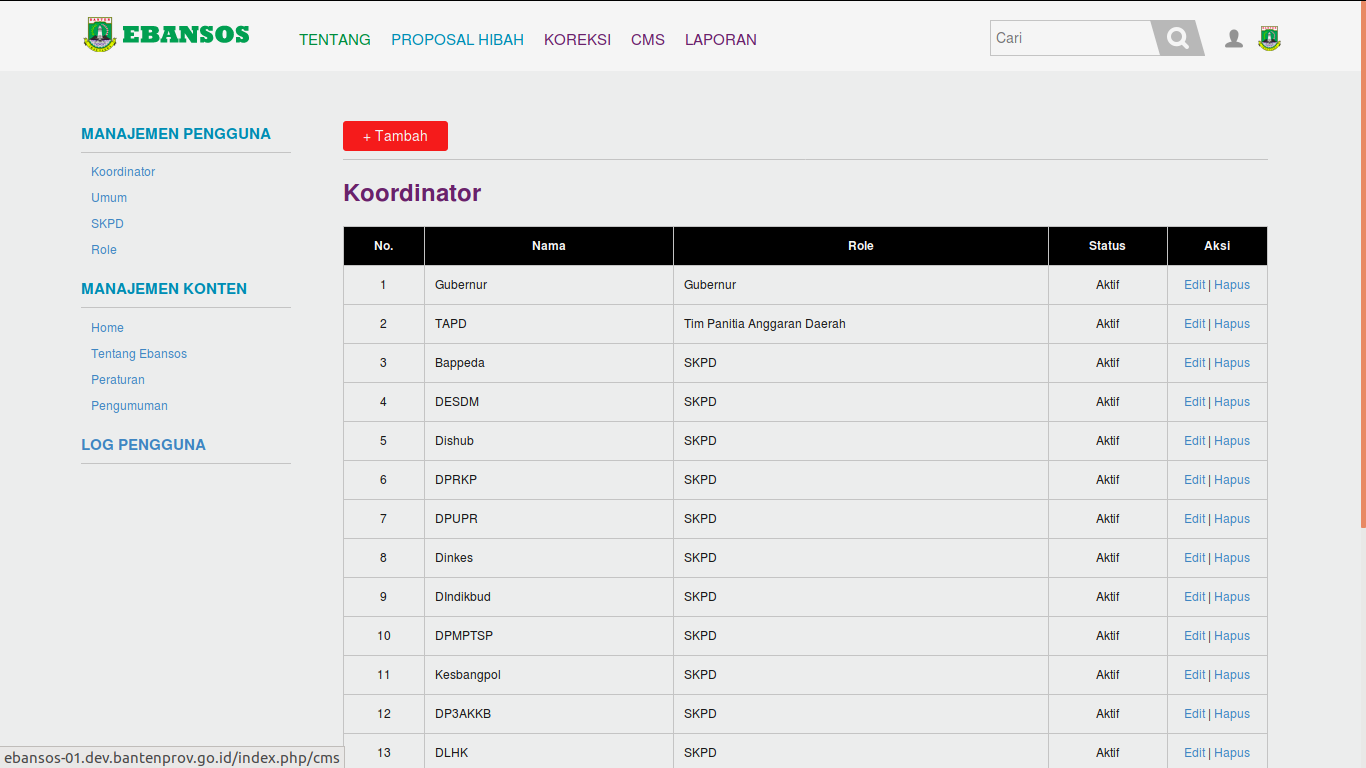 BANTEN
EBANSOS
TENTANG PROPOSAL HIBAH KOREKSI CMS LAPORAN
Cari
MANAJEMEN PENGGUNA
Koordinator
Umum
SKPD
Role
MANAJEMEN KONTEN
Home
Tentang Ebansos
Peraturan
Pengumuman
LOG PENGGUNA
+ Tambah
Koordinator
No. Nama Role Status Aksi
1 Gubernur Gubernur Aktif Edit | Hapus
2 TAPD Tim Panitia Anggaran Daerah Aktif Edit | Hapus
3 Bappeda SKPD Aktif Edit | Hapus
4 DESDM SKPD Aktif Edit | Hapus
5 Dishub SKPD Aktif Edit | Hapus
6 DPRKP SKPD Aktif Edit | Hapus
7 DPUPR SKPD Aktif Edit | Hapus
8 Dinkes SKPD Aktif Edit | Hapus
9 DIndikbud SKPD Aktif Edit | Hapus
10 DPMPTSP SKPD Aktif Edit | Hapus
11 Kesbangpol SKPD Aktif Edit | Hapus
12 DP3AKKB SKPD Aktif Edit | Hapus
13 DLHK SKPD Aktif Edit | Hapus
ebansos-01.dev.bantenprov.go.id/index.php/cms